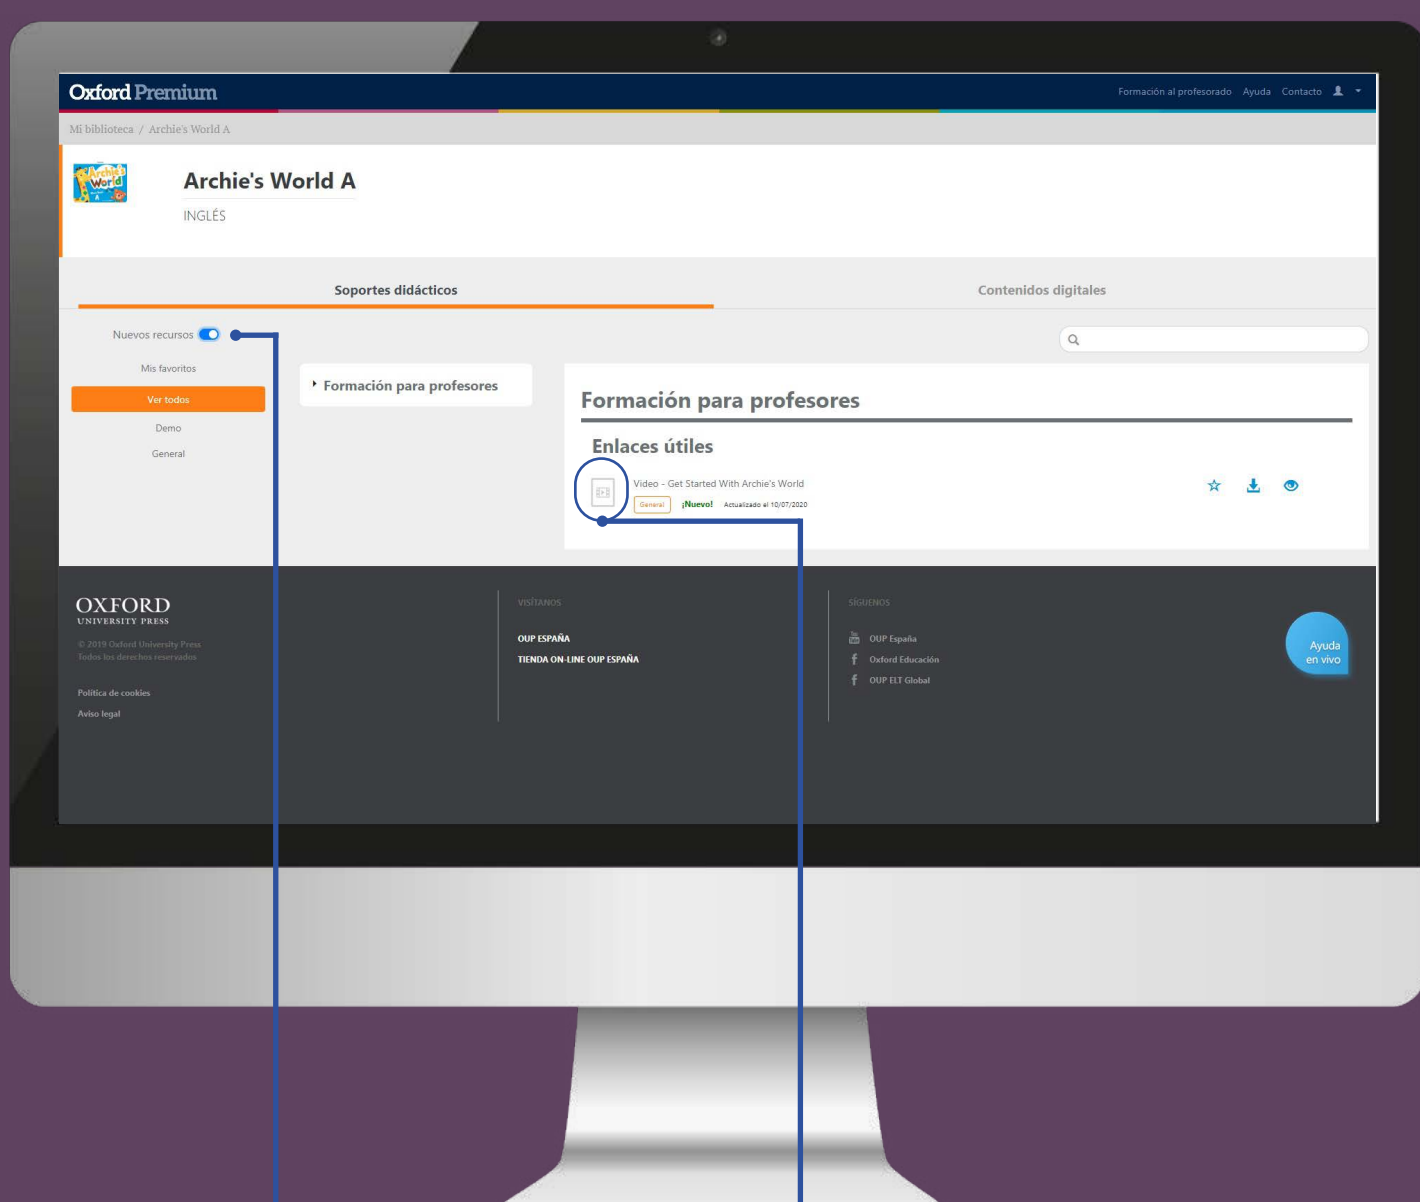 Oxford Premium
Formación al profesorado Ayuda Contacto
Mi biblioteca / Archie's World A
Archie's World A
Archie's World A
INGLÉS
Soportes didácticos
Contenidos digitales
Nuevos recursos
Mis favoritos
Ver todos
Demo
General
Formación para profesores
Formación para profesores
Enlaces útiles
Video - Get Started With Archie's World
General ¡Nuevo! Actualizado el 10/07/2020
OXFORD
UNIVERSITY PRESS
© 2019 Oxford University Press
Todos los derechos reservados
Política de cookies
Aviso legal
VISÍTANOS
OUP ESPAÑA
TIENDA ON-LINE OUP ESPAÑA
SÍGUENOS
OUP España
Oxford Educación
OUP ELT Global
Ayuda
en vivo